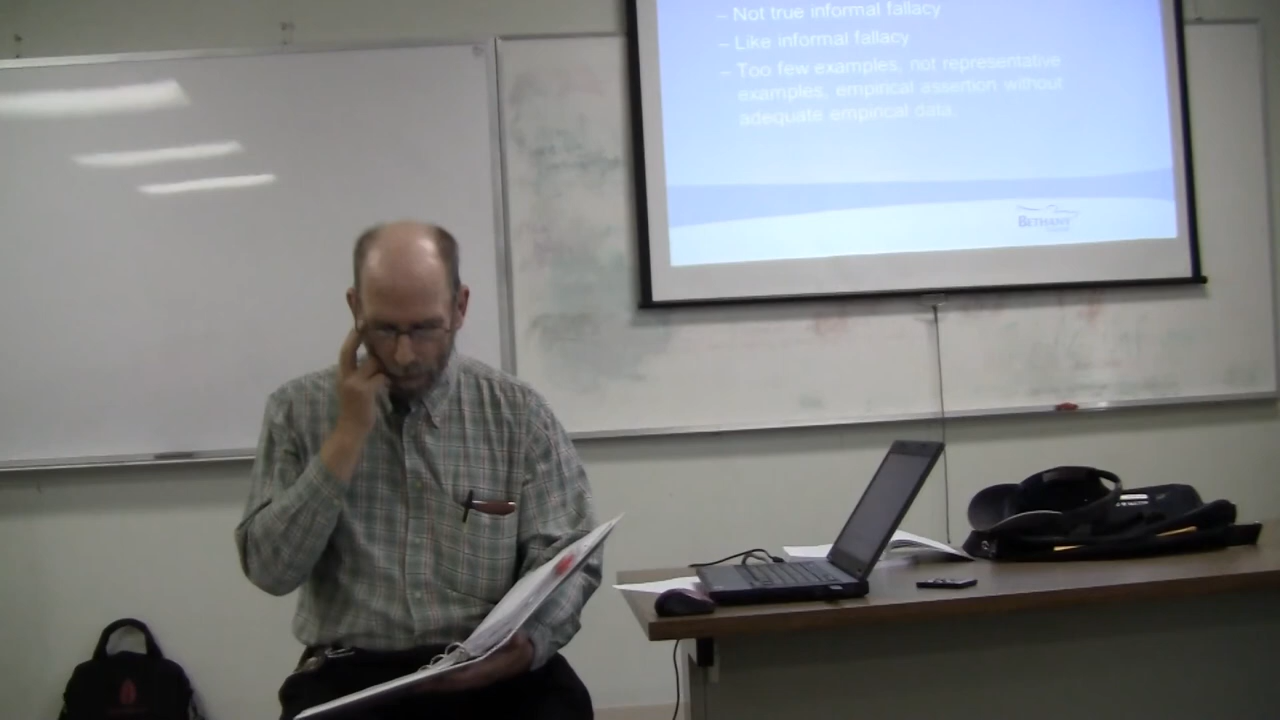 – Not true informal fallacy
– Like informal fallacy
– Too few examples, not representative
examples, empirical assertion without
adequate empirical data.
BETHANY